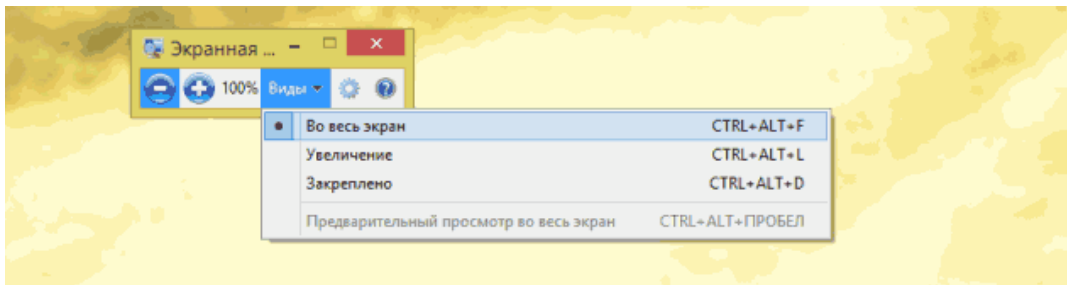 Экранная ...
100% Виды
Во весь экран CTRL+ALT+F
Увеличение CTRL+ALT+L
Закреплено CTRL+ALT+D
Предварительный просмотр во весь экран CTRL+ALT+ПРОБЕЛ